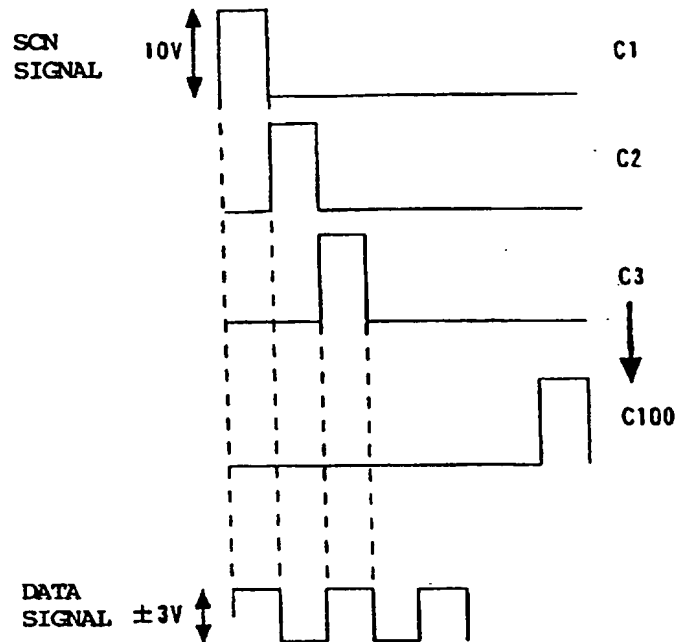 SCN
SIGNAL
10V
C1
C2
C3
C100
DATA
SIGNAL
±3V